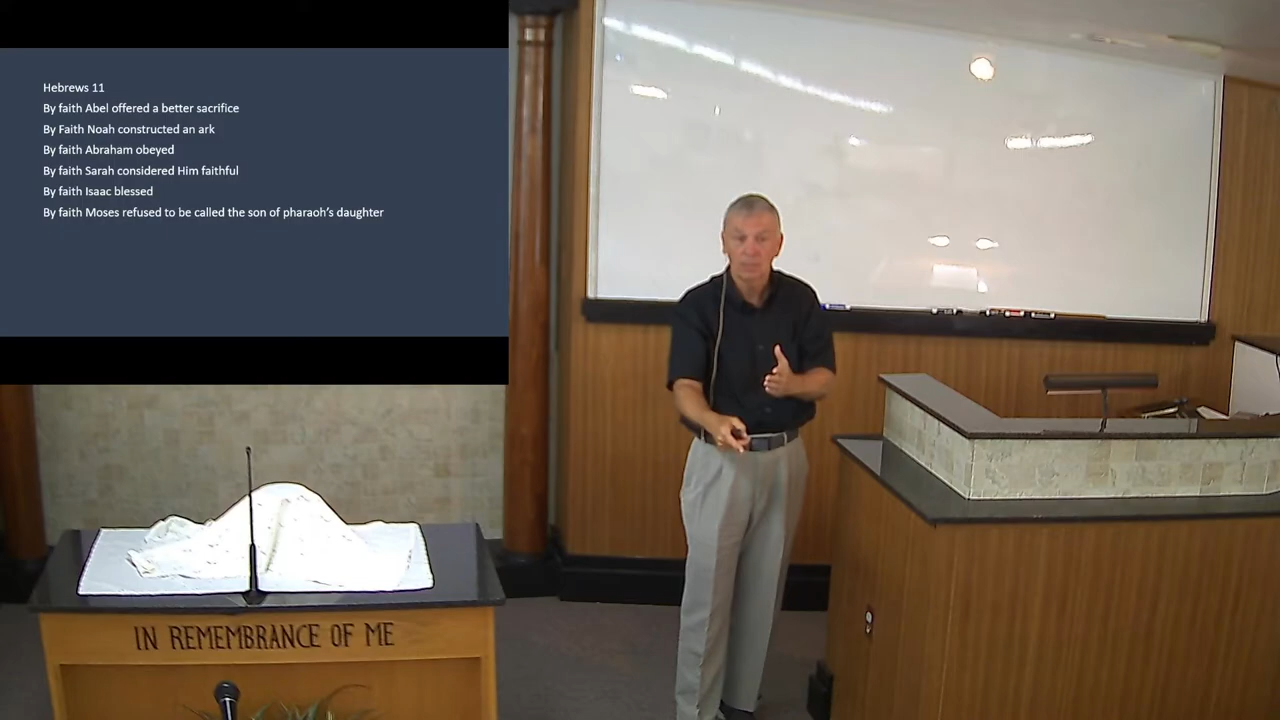 Hebrews 11
By faith Abel offered a better sacrifice
By Faith Noah constructed an ark
By faith Abraham obeyed
By faith Sarah considered Him faithful
By faith Isaac blessed
By faith Moses refused to be called the son of pharaoh’s daughter
IN REMEMBRANCE OF ME